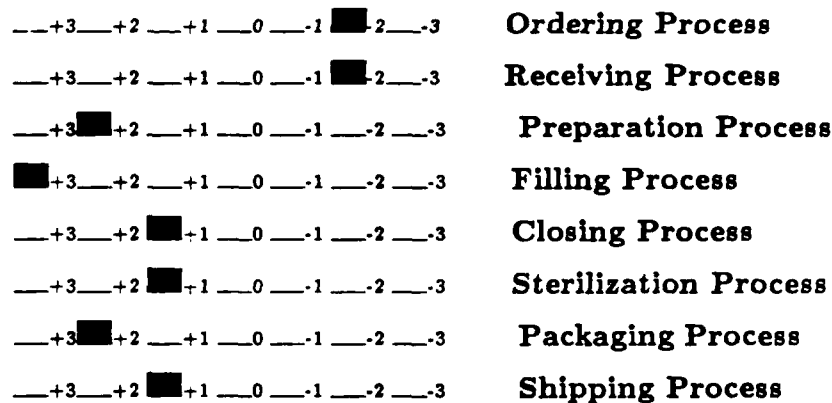 __+3__+2 __+1 __0 __-1 ■-2__-3 Ordering Process
__+3__+2 __+1 __0 __-1 ■-2__-3 Receiving Process
__+3■+2 __+1 __0 __-1 __-2 __-3 Preparation Process
■+3__+2 __+1 __0 __-1 __-2 __-3 Filling Process
__+3__+2 ■+1 __0 __-1 __-2 __-3 Closing Process
__+3__+2 ■+1 __0 __-1 __-2 __-3 Sterilization Process
__+3■+2 __+1 __0 __-1 __-2 __-3 Packaging Process
__+3__+2 ■+1 __0 __-1 __-2 __-3 Shipping Process